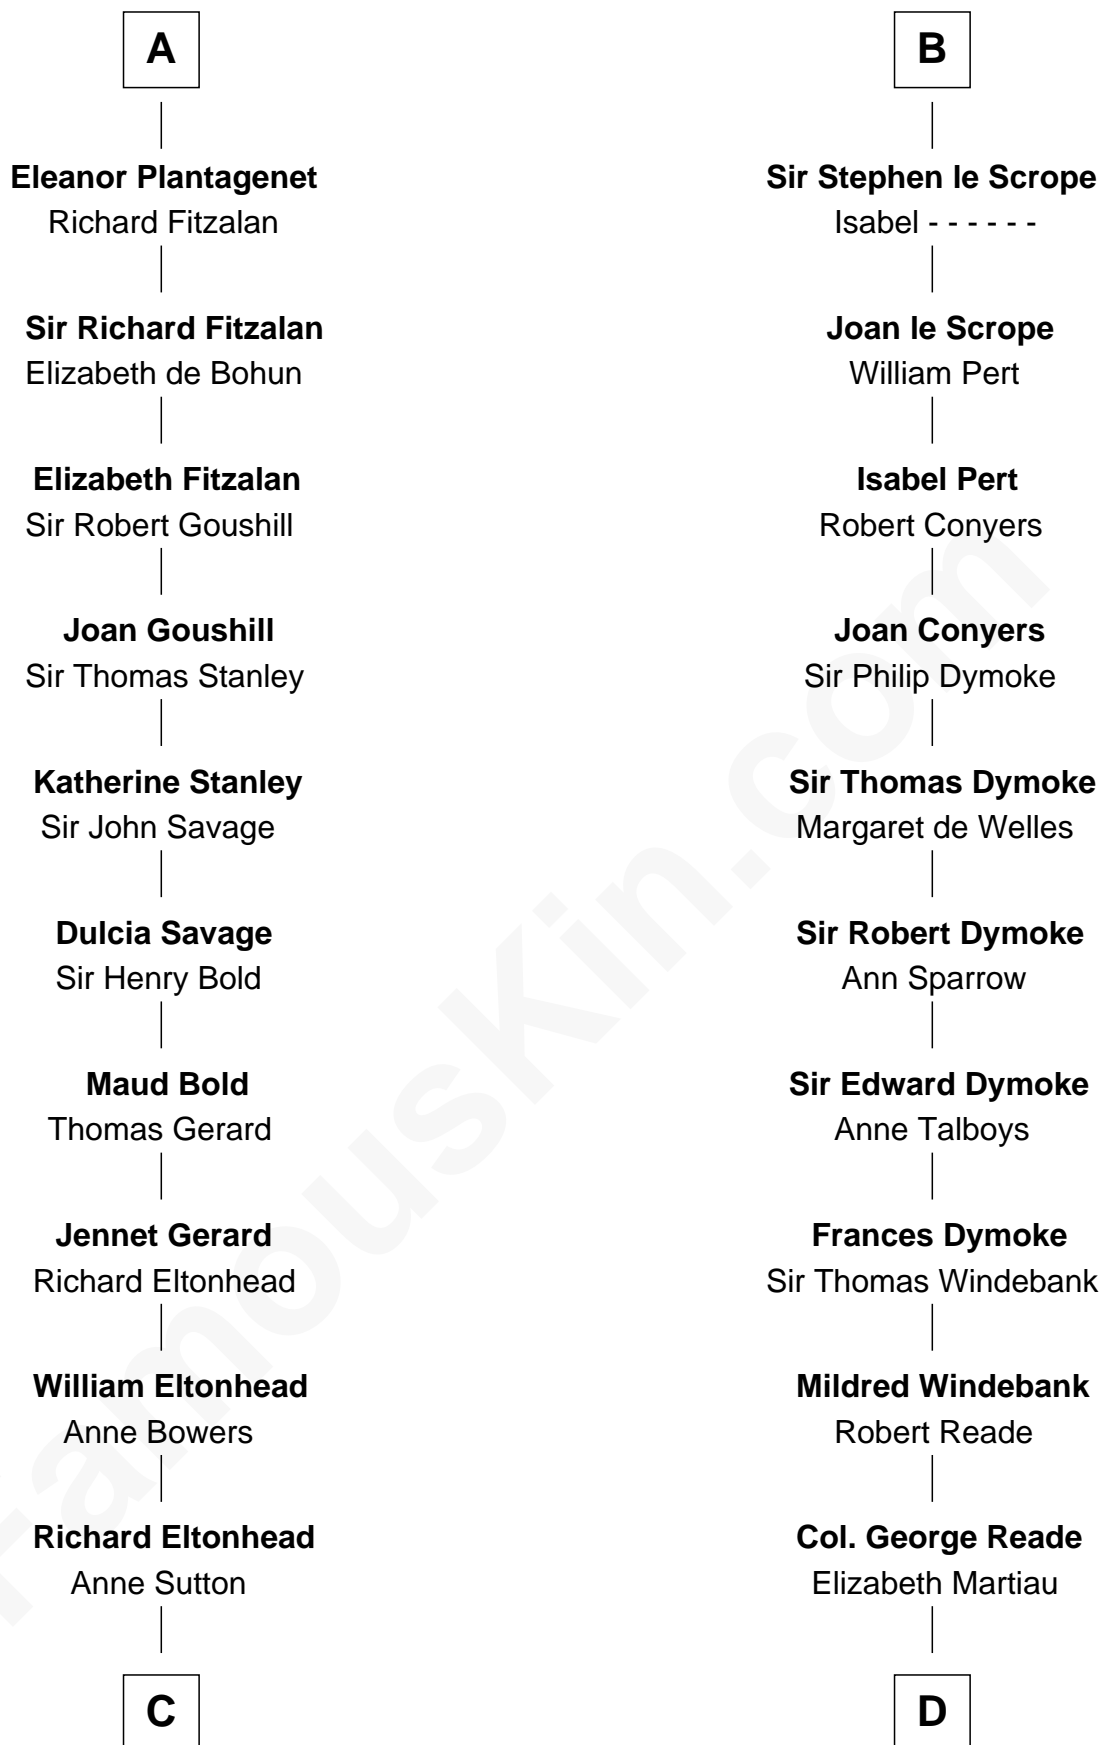 A
Eleanor Plantagenet
Richard Fitzalan
Sir Richard Fitzalan
Elizabeth de Bohun
Elizabeth Fitzalan
Sir Robert Goushill
Joan Goushill
Sir Thomas Stanley
Katherine Stanley
Sir John Savage
Dulcia Savage
Sir Henry Bold
Maud Bold
Thomas Gerard
Jennet Gerard
Richard Eltonhead
William Eltonhead
Anne Bowers
Richard Eltonhead
Anne Sutton
C
B
Sir Stephen le Scrope
Isabel - - - - - -
Joan le Scrope
William Pert
Isabel Pert
Robert Conyers
Joan Conyers
Sir Philip Dymoke
Sir Thomas Dymoke
Margaret de Welles
Sir Robert Dymoke
Ann Sparrow
Sir Edward Dymoke
Anne Talboys
Frances Dymoke
Sir Thomas Windebank
Mildred Windebank
Robert Reade
Col. George Reade
Elizabeth Martiau
D
FamousKin.com